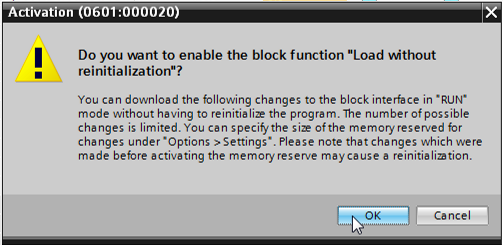 Activation (0601:000020)
Do you want to enable the block function "Load without
reinitialization"?
You can download the following changes to the block interface in "RUN"
mode without having to reinitialize the program. The number of possible
changes is limited. You can specify the size of the memory reserved for
changes under "Options > Settings". Please note that changes which were
made before activating the memory reserve may cause a reinitialization.
OK
Cancel